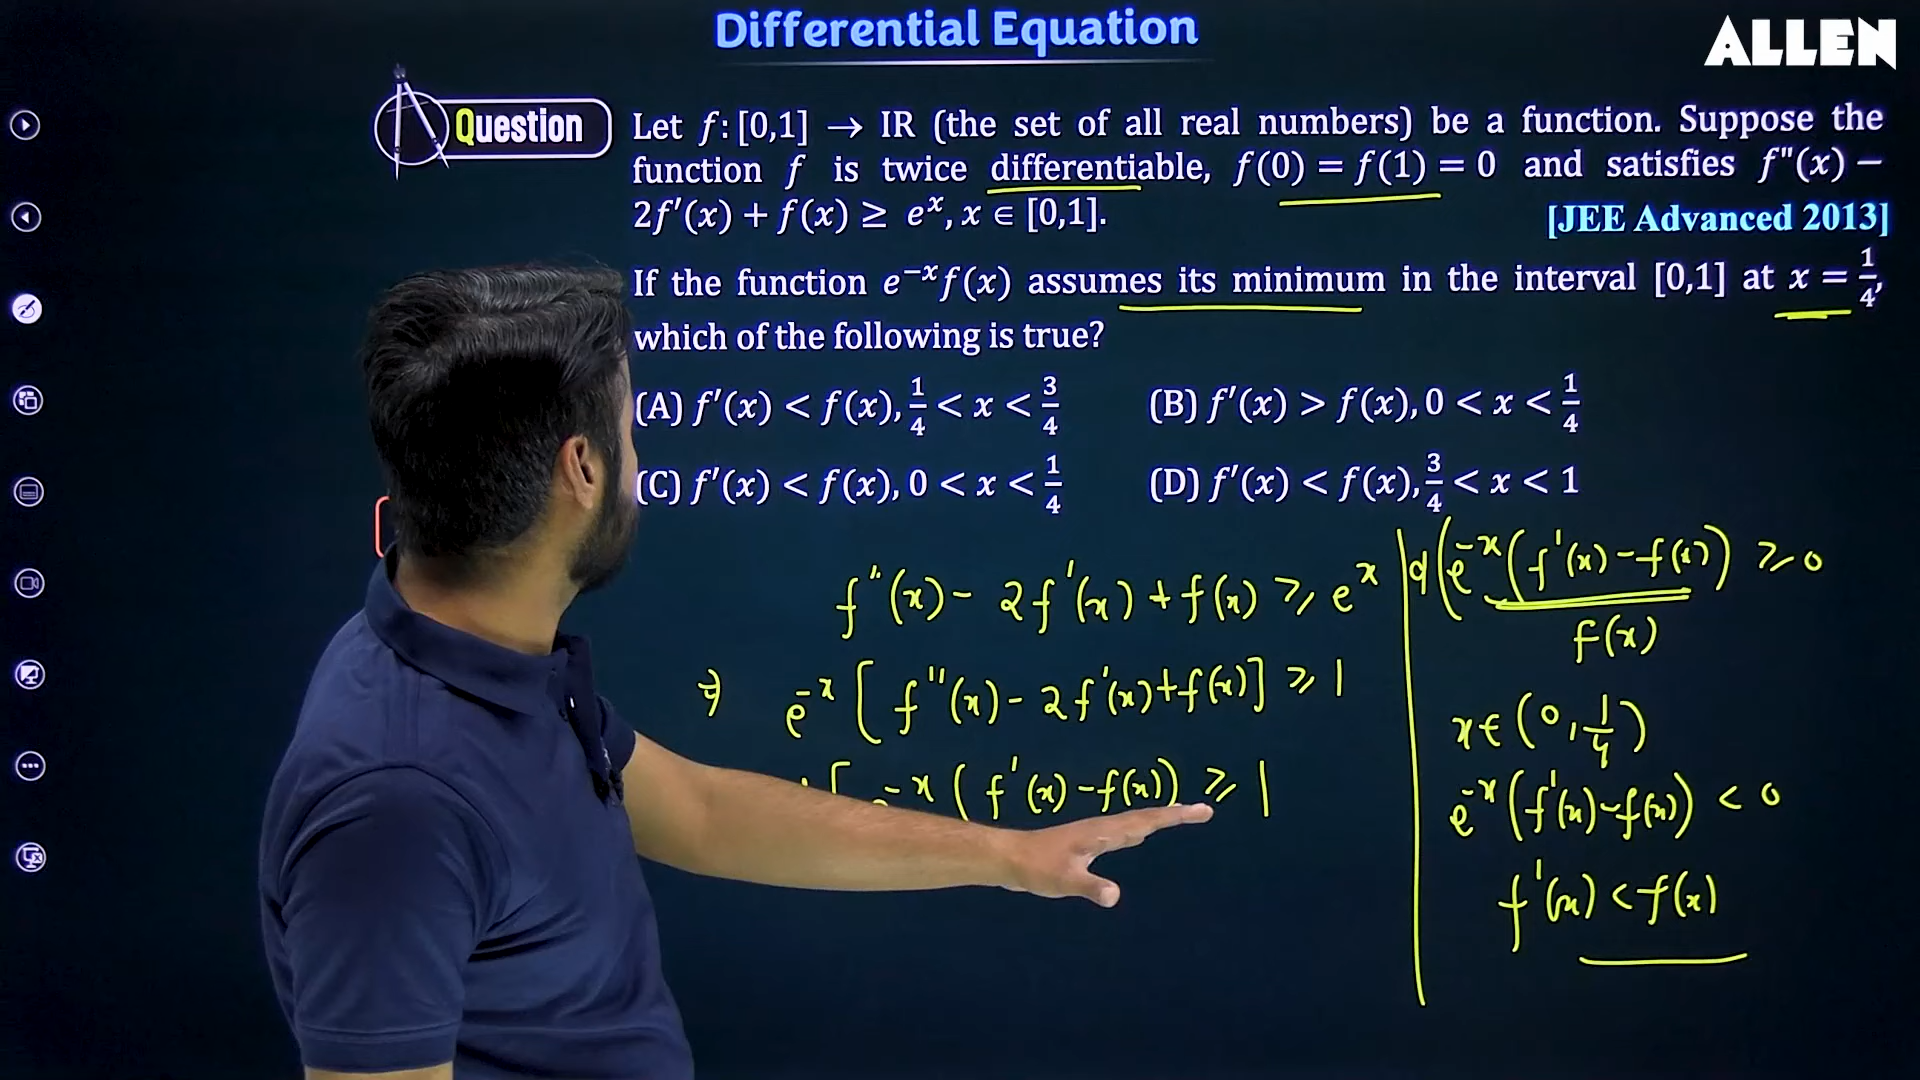 Differential Equation
ALLEN
Question
Let f:[0,1] → IR (the set of all real numbers) be a function. Suppose the
function f is twice differentiable, f(0) = f(1) = 0 and satisfies f"(x) −
2f′(x) + f(x) ≥ eˣ, x ∈ [0,1].
[JEE Advanced 2013]
If the function e⁻ˣf(x) assumes its minimum in the interval [0,1] at x = 1/4,
which of the following is true?
(A) f′(x) < f(x), 1/4 < x < 3/4
(B) f′(x) > f(x), 0 < x < 1/4
(C) f′(x) < f(x), 0 < x < 1/4
(D) f′(x) < f(x), 3/4 < x < 1
f"(x) − 2f′(x) + f(x) ≥ eˣ
⇒ e⁻ˣ [ f"(x) − 2f′(x) + f(x)] ≥ 1
[ e⁻ˣ ( f′(x) − f(x)) ≥ 1
d(e⁻ˣ (f′(x) − f(x)) ≥ 0
f(x)
x ∈ (0, 1/4)
e⁻ˣ (f′(x) − f(x)) < 0
f′(x) < f(x)